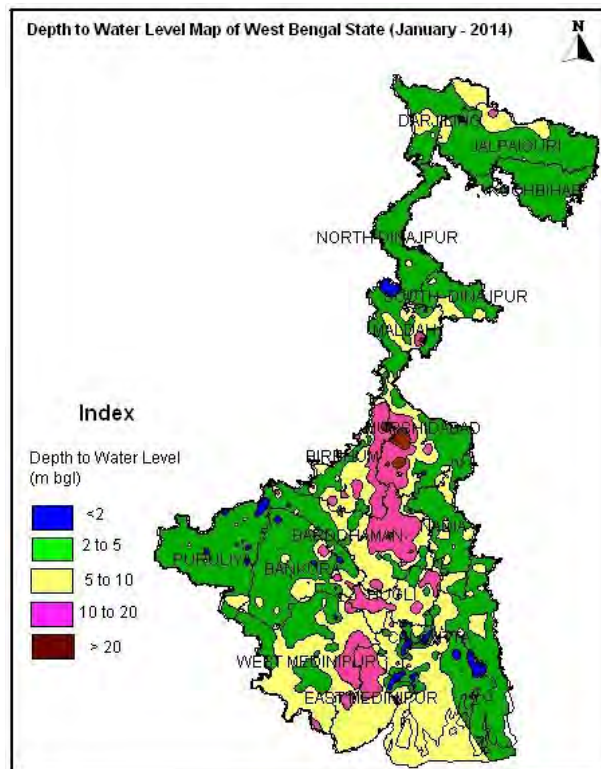 Depth to Water Level Map of West Bengal State (January - 2014)
N
DARJILING
JALPAIGURI
KUCHBIHAR
NORTH DINAJPUR
SOUTH DINAJPUR
MALDAH
Index
MURSHIDABAD
Depth to Water Level
(m bgl)
BIRBHUM
<2
2 to 5
5 to 10
10 to 20
> 20
NADIA
BARDDHAMAN
PURULIYA
BANKURA
HUGLI
WEST MEDINIPUR
EAST MEDINIPUR